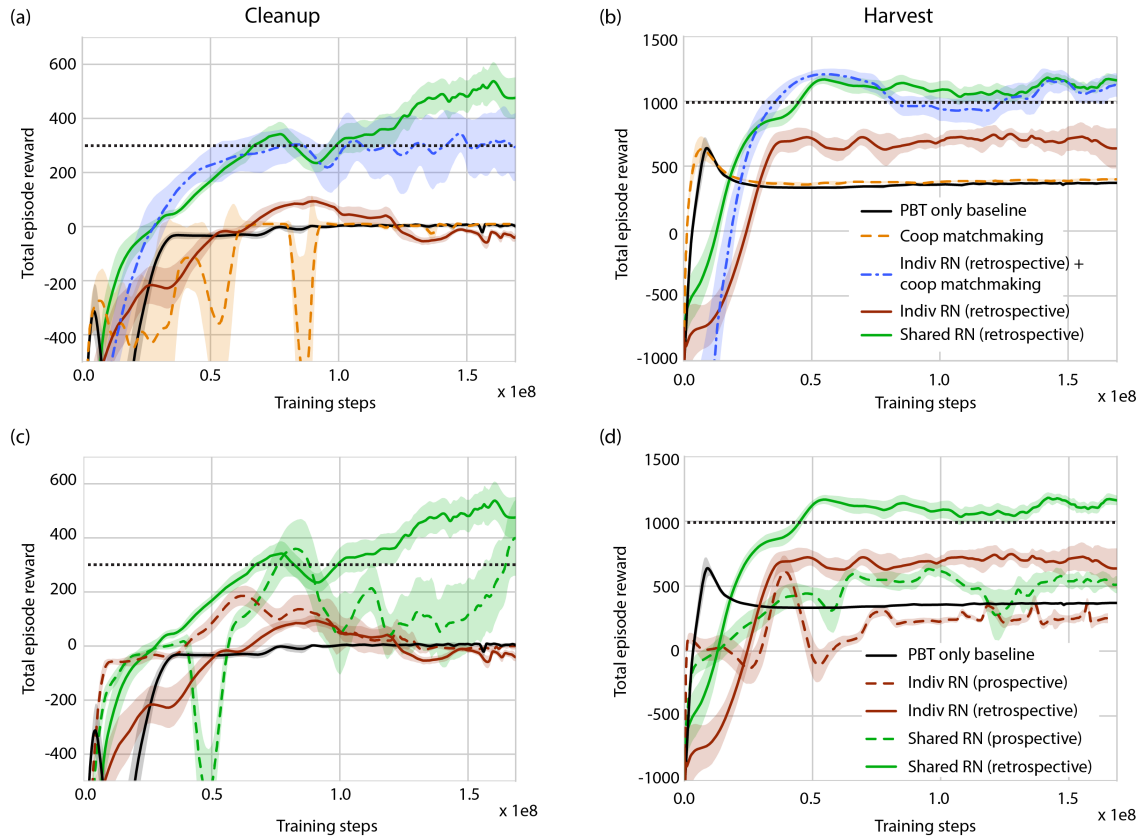 (a)
Cleanup
(b)
Harvest
Total episode reward
600
400
200
0
-200
-400
0.0
0.5
1.0
1.5
x 1e8
Training steps
Total episode reward
1500
1000
500
0
-500
-1000
PBT only baseline
Coop matchmaking
Indiv RN (retrospective) +
coop matchmaking
Indiv RN (retrospective)
Shared RN (retrospective)
0.0
0.5
1.0
1.5
x 1e8
Training steps
(c)
(d)
Total episode reward
600
400
200
0
-200
-400
0.0
0.5
1.0
1.5
x 1e8
Training steps
Total episode reward
1500
1000
500
0
-500
-1000
PBT only baseline
Indiv RN (prospective)
Indiv RN (retrospective)
Shared RN (prospective)
Shared RN (retrospective)
0.0
0.5
1.0
1.5
x 1e8
Training steps